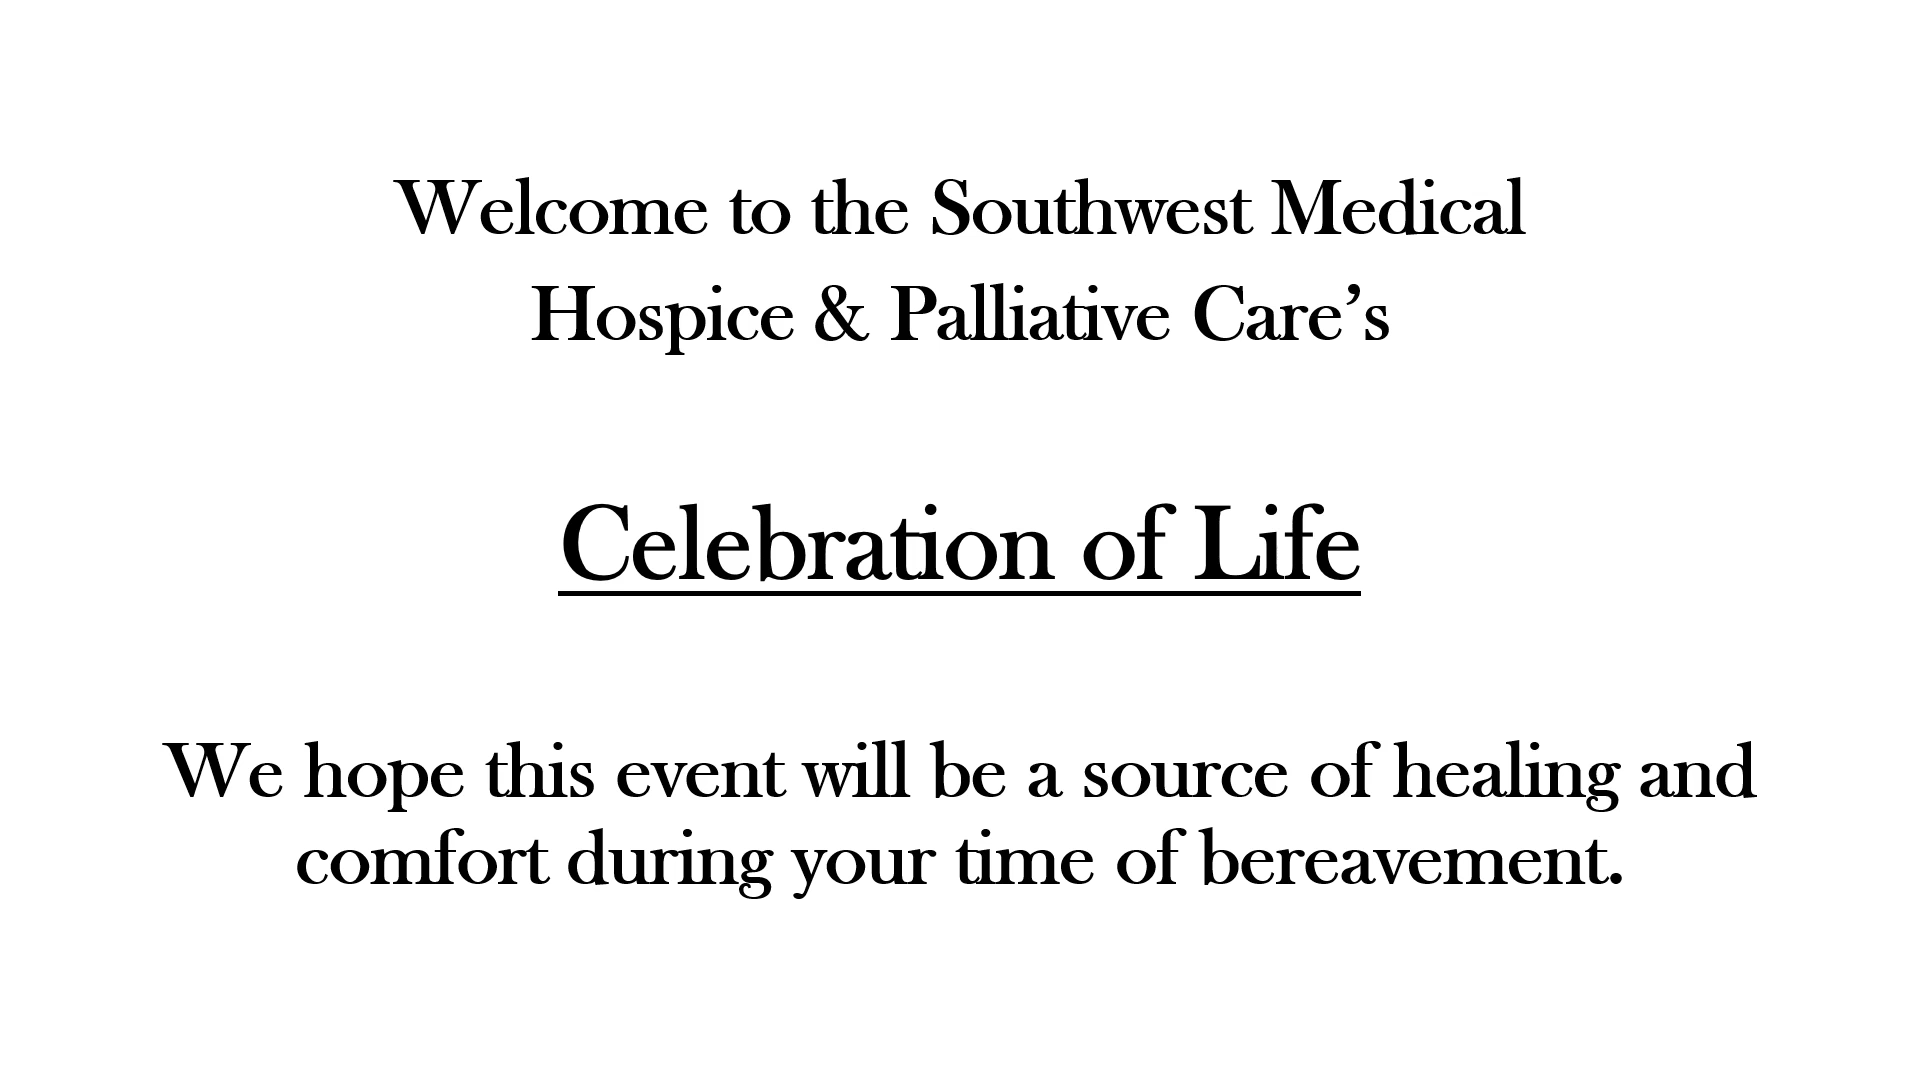 Welcome to the Southwest Medical
Hospice & Palliative Care’s
Celebration of Life
We hope this event will be a source of healing and
comfort during your time of bereavement.